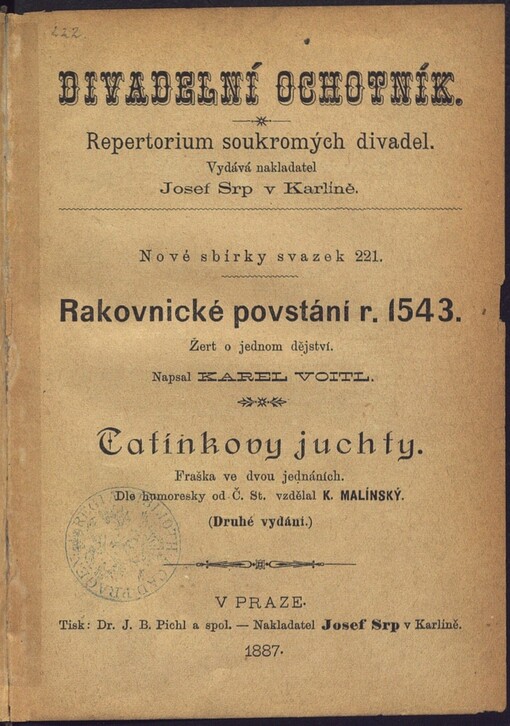 222
DIVADELNÍ OCHOTNÍK.
Repertorium soukromých divadel.
Vydává nakladatel
Josef Srp v Karlíně.
Nové sbírky svazek 221.
Rakovnické povstání r. 1543.
Žert o jednom dějství.
Napsal KAREL VOITL.
Tatínkovy juchty.
Fraška ve dvou jednáních.
Dle humoresky od Č. St. vzdělal K. MALÍNSKÝ.
(Druhé vydání.)
V PRAZE.
Tisk: Dr. J. B. Pichl a spol. — Nakladatel Josef Srp v Karlíně.
1887.